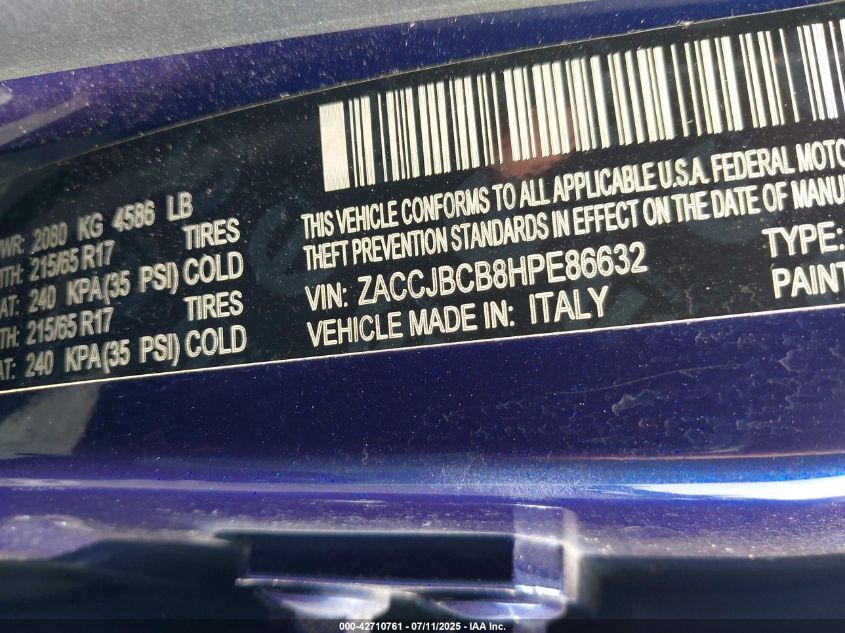 WR: 2080 KG 4586 LB
TH: 215/65 R17 TIRES
AT: 240 KPA(35 PSI) COLD
TH: 215/65 R17 TIRES
AT: 240 KPA(35 PSI) COLD
THIS VEHICLE CONFORMS TO ALL APPLICABLE U.S.A. FEDERAL MOTO
THEFT PREVENTION STANDARDS IN EFFECT ON THE DATE OF MANU
VIN: ZACCJBCB8HPE86632 TYPE:
VEHICLE MADE IN: ITALY PAINT
000-42710761 - 07/11/2025 - IAA Inc.